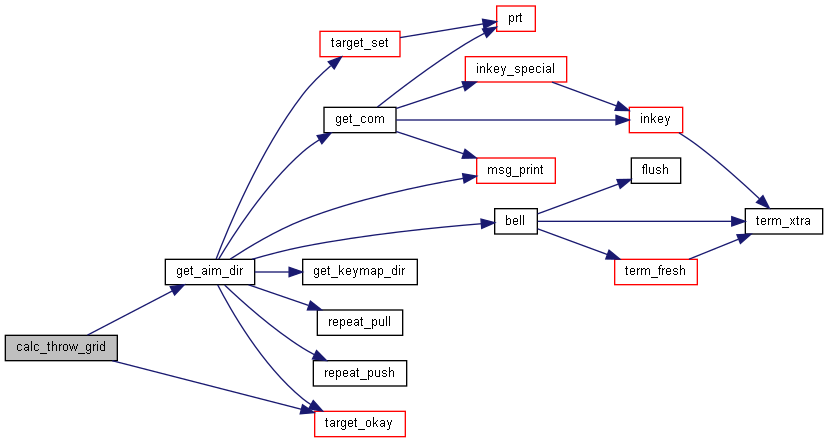 prt
target_set
inkey_special
get_com
inkey
msg_print
flush
bell
term_xtra
get_aim_dir
get_keymap_dir
term_fresh
repeat_pull
calc_throw_grid
repeat_push
target_okay